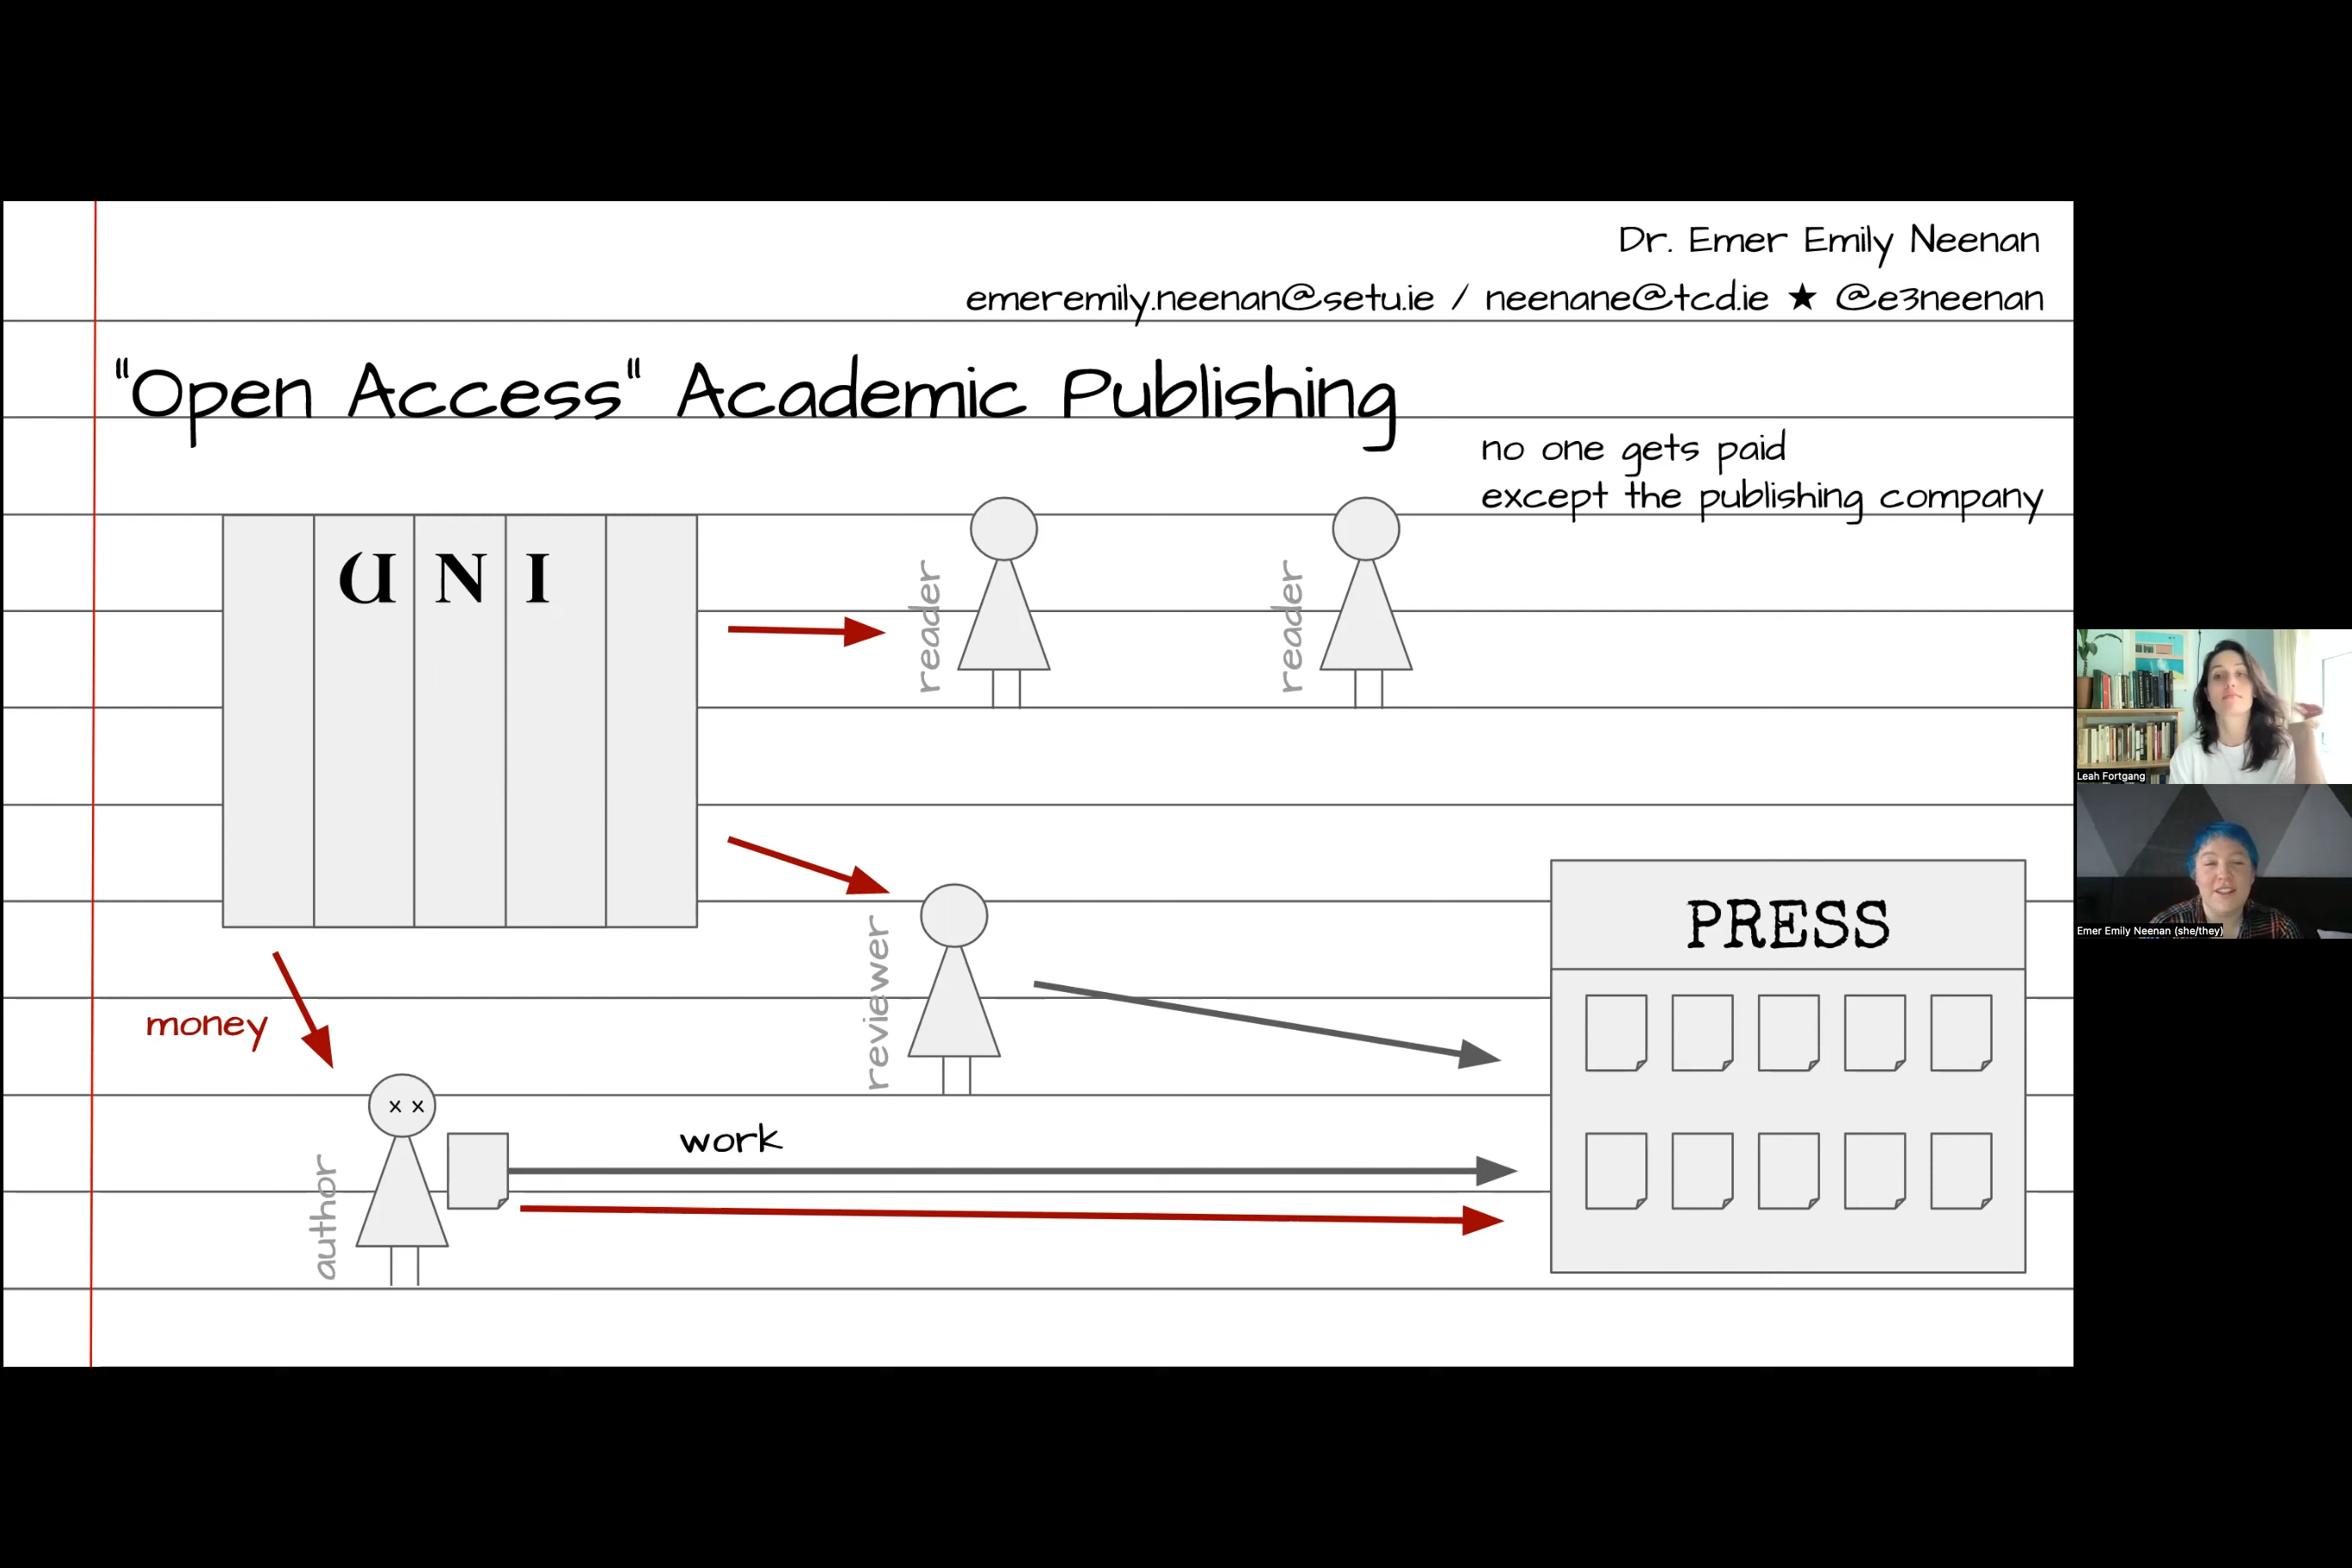 Dr. Emer Emily Neenan
emeremily.neenan@setu.ie / neenane@tcd.ie ★ @e3neenan
"Open Access" Academic Publishing
no one gets paid
except the publishing company
UNI
reader
reader
reviewer
PRESS
money
x x
work
author
Leah Fortgang
Emer Emily Neenan (she/they)